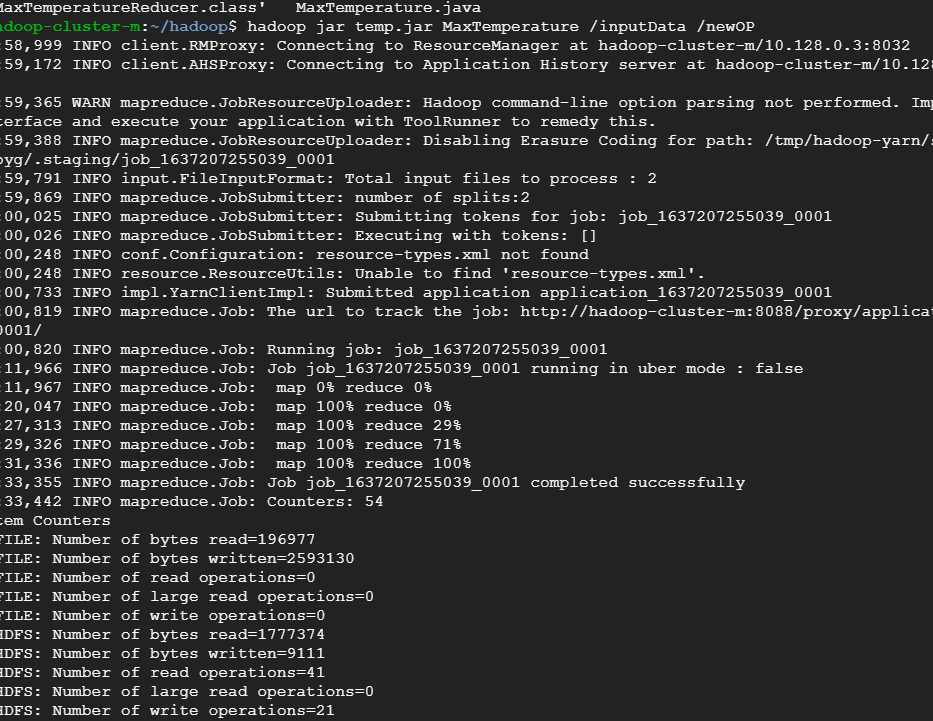 MaxTemperatureReducer.class'   MaxTemperature.java
adoop-cluster-m:~/hadoop$ hadoop jar temp.jar MaxTemperature /inputData /newOP
:58,999 INFO client.RMProxy: Connecting to ResourceManager at hadoop-cluster-m/10.128.0.3:8032
:59,172 INFO client.AHSProxy: Connecting to Application History server at hadoop-cluster-m/10.128
:59,365 WARN mapreduce.JobResourceUploader: Hadoop command-line option parsing not performed. Imp
terface and execute your application with ToolRunner to remedy this.
:59,388 INFO mapreduce.JobResourceUploader: Disabling Erasure Coding for path: /tmp/hadoop-yarn/s
oyg/.staging/job_1637207255039_0001
:59,791 INFO input.FileInputFormat: Total input files to process : 2
:59,869 INFO mapreduce.JobSubmitter: number of splits:2
:00,025 INFO mapreduce.JobSubmitter: Submitting tokens for job: job_1637207255039_0001
:00,026 INFO mapreduce.JobSubmitter: Executing with tokens: []
:00,248 INFO conf.Configuration: resource-types.xml not found
:00,248 INFO resource.ResourceUtils: Unable to find 'resource-types.xml'.
:00,733 INFO impl.YarnClientImpl: Submitted application application_1637207255039_0001
:00,819 INFO mapreduce.Job: The url to track the job: http://hadoop-cluster-m:8088/proxy/applicat
0001/
:00,820 INFO mapreduce.Job: Running job: job_1637207255039_0001
:11,966 INFO mapreduce.Job: Job job_1637207255039_0001 running in uber mode : false
:11,967 INFO mapreduce.Job:  map 0% reduce 0%
:20,047 INFO mapreduce.Job:  map 100% reduce 0%
:27,313 INFO mapreduce.Job:  map 100% reduce 29%
:29,326 INFO mapreduce.Job:  map 100% reduce 71%
:31,336 INFO mapreduce.Job:  map 100% reduce 100%
:33,355 INFO mapreduce.Job: Job job_1637207255039_0001 completed successfully
:33,442 INFO mapreduce.Job: Counters: 54
tem Counters
FILE: Number of bytes read=196977
FILE: Number of bytes written=2593130
FILE: Number of read operations=0
FILE: Number of large read operations=0
FILE: Number of write operations=0
HDFS: Number of bytes read=1777374
HDFS: Number of bytes written=9111
HDFS: Number of read operations=41
HDFS: Number of large read operations=0
HDFS: Number of write operations=21